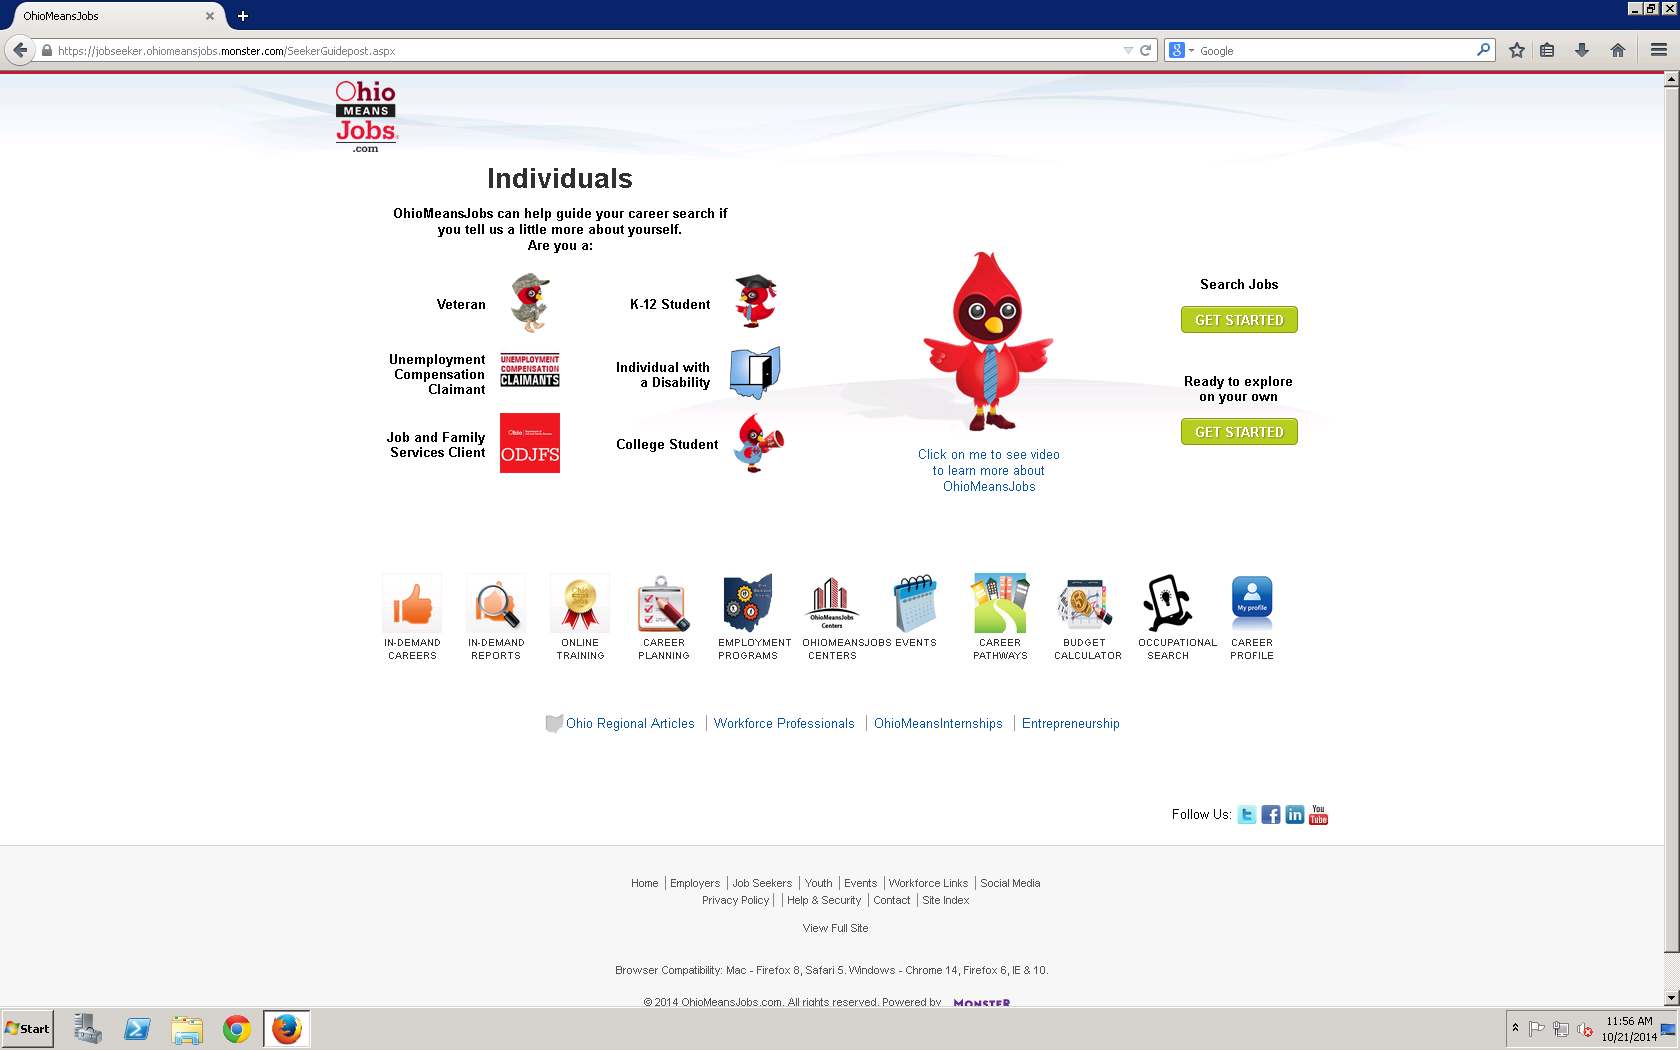 OhioMeansJobs
https://jobseeker.ohiomeansjobs.monster.com/SeekerGuidepost.aspx
Google
Ohio
MEANS
Jobs
.com
Individuals
OhioMeansJobs can help guide your career search if
you tell us a little more about yourself.
Are you a:
Veteran
K-12 Student
Unemployment
Compensation
Claimant
UNEMPLOYMENT
COMPENSATION
CLAIMANTS
Individual with
a Disability
Job and Family
Services Client
Ohio
ODJFS
College Student
Click on me to see video
to learn more about
OhioMeansJobs
Search Jobs
GET STARTED
Ready to explore
on your own
GET STARTED
OhioMeansJobs
Centers
My profile
IN-DEMAND
CAREERS
IN-DEMAND
REPORTS
ONLINE
TRAINING
CAREER
PLANNING
EMPLOYMENT
PROGRAMS
OHIOMEANSJOBS
CENTERS
EVENTS
CAREER
PATHWAYS
BUDGET
CALCULATOR
OCCUPATIONAL
SEARCH
CAREER
PROFILE
Ohio Regional Articles | Workforce Professionals | OhioMeansInternships | Entrepreneurship
Follow Us:
You
Tube
Home | Employers | Job Seekers | Youth | Events | Workforce Links | Social Media
Privacy Policy | | Help & Security | Contact | Site Index
View Full Site
Browser Compatibility: Mac - Firefox 8, Safari 5. Windows - Chrome 14, Firefox 6, IE & 10.
© 2014 OhioMeansJobs.com. All rights reserved. Powered by MONSTER
Start
11:56 AM
10/21/2014